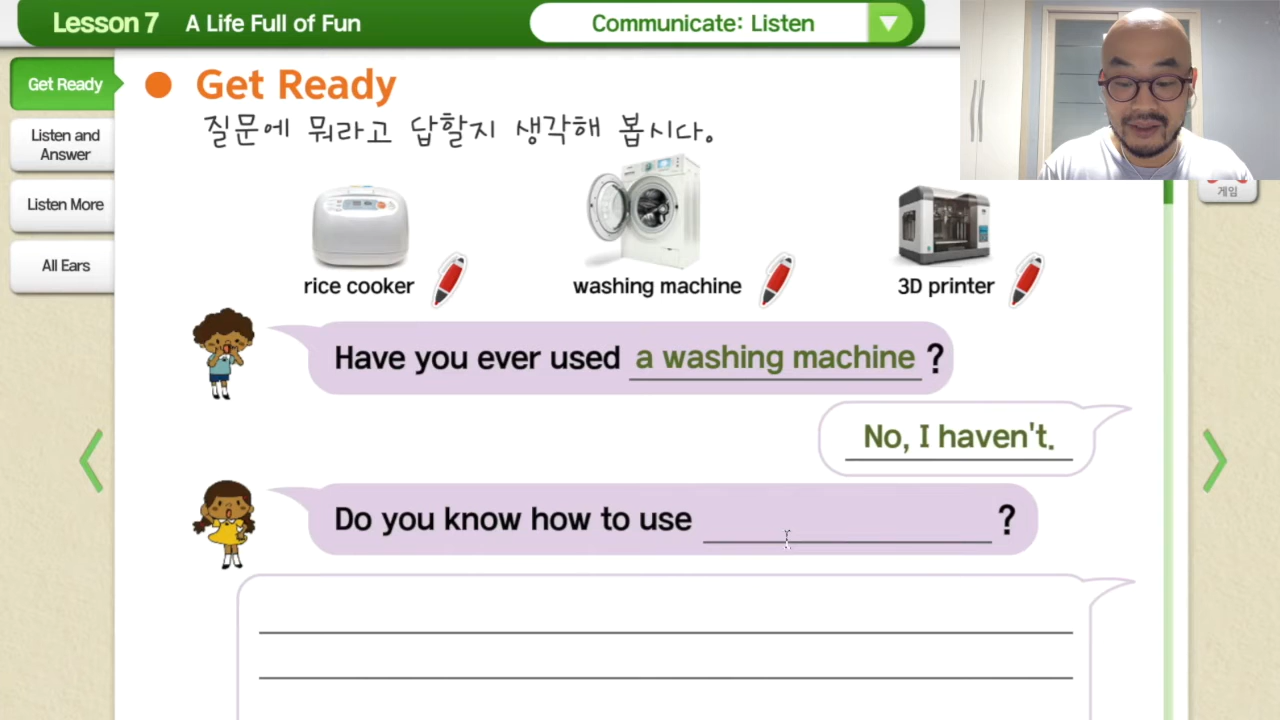 Lesson 7 A Life Full of Fun
Communicate: Listen
Get Ready
Listen and
Answer
Listen More
All Ears
Get Ready
질문에 뭐라고 답할지 생각해 봅시다.
게임
rice cooker
washing machine
3D printer
Have you ever used a washing machine ?
No, I haven't.
Do you know how to use ?